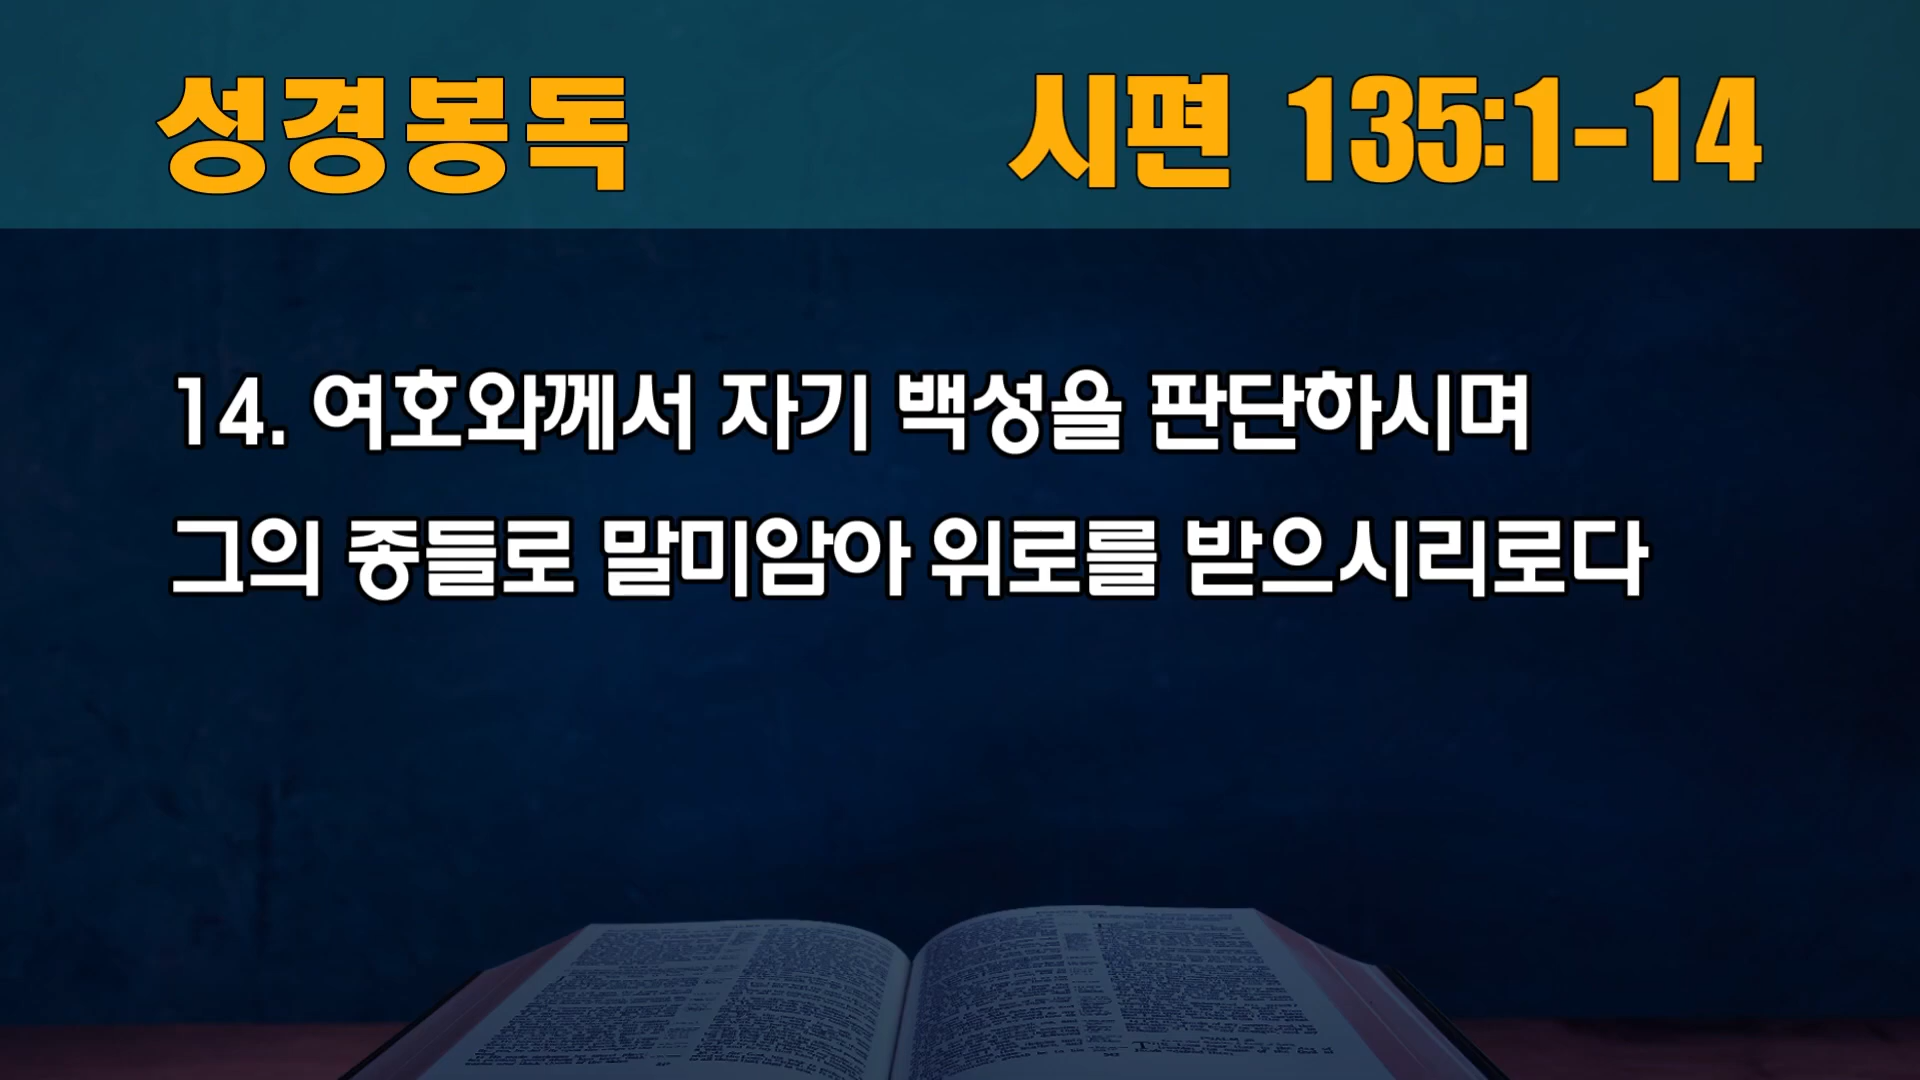 성경봉독 시편 135:1-14
14. 여호와께서 자기 백성을 판단하시며
그의 종들로 말미암아 위로를 받으시리로다